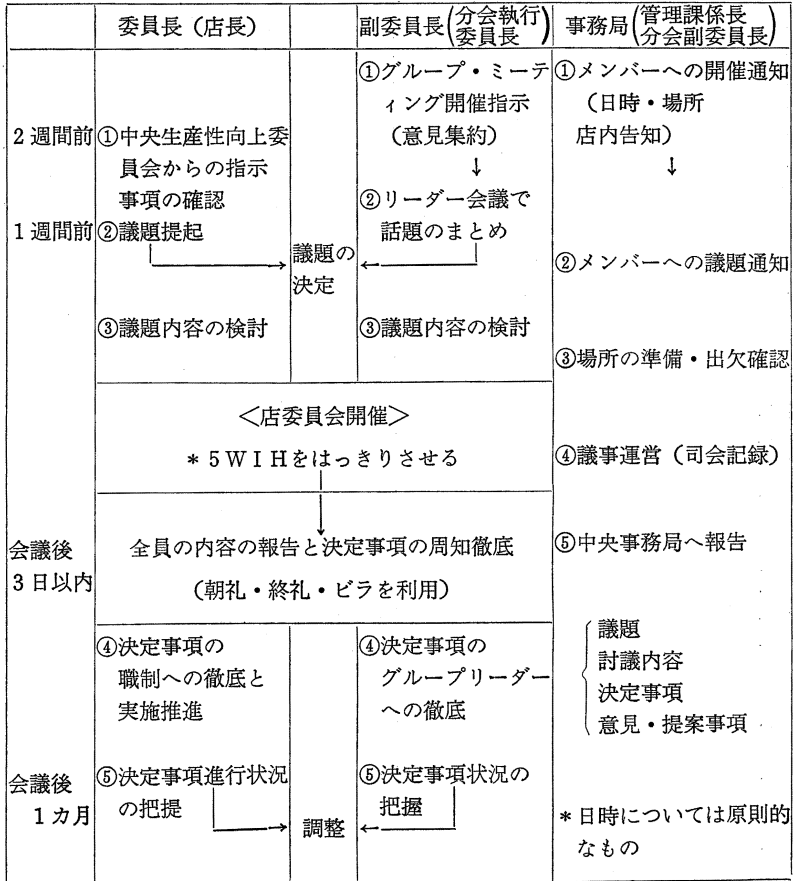 委員長(店長)
副委員長(分会執行委員長)
事務局(管理課係長 分会副委員長)
2週間前
①中央生産性向上委
員会からの指示
事項の確認
1週間前
②議題提起
議題の
決定
③議題内容の検討
①グループ・ミーテ
ィング開催指示
(意見集約)
↓
②リーダー会議で
話題のまとめ
③議題内容の検討
①メンバーへの開催通知
(日時・場所
店内告知)
↓
②メンバーへの議題通知
③場所の準備・出欠確認
<店委員会開催>
*5WIHをはっきりさせる
④議事運営(司会記録)
会議後
3日以内
全員の内容の報告と決定事項の周知徹底
(朝礼・終礼・ビラを利用)
⑤中央事務局へ報告
議題
討議内容
決定事項
意見・提案事項
④決定事項の
職制への徹底と
実施推進
④決定事項の
グループリーダー
への徹底
会議後
1カ月
⑤決定事項進行状況
の把提
調整
⑤決定事項状況の
把握
*日時については原則的
なもの